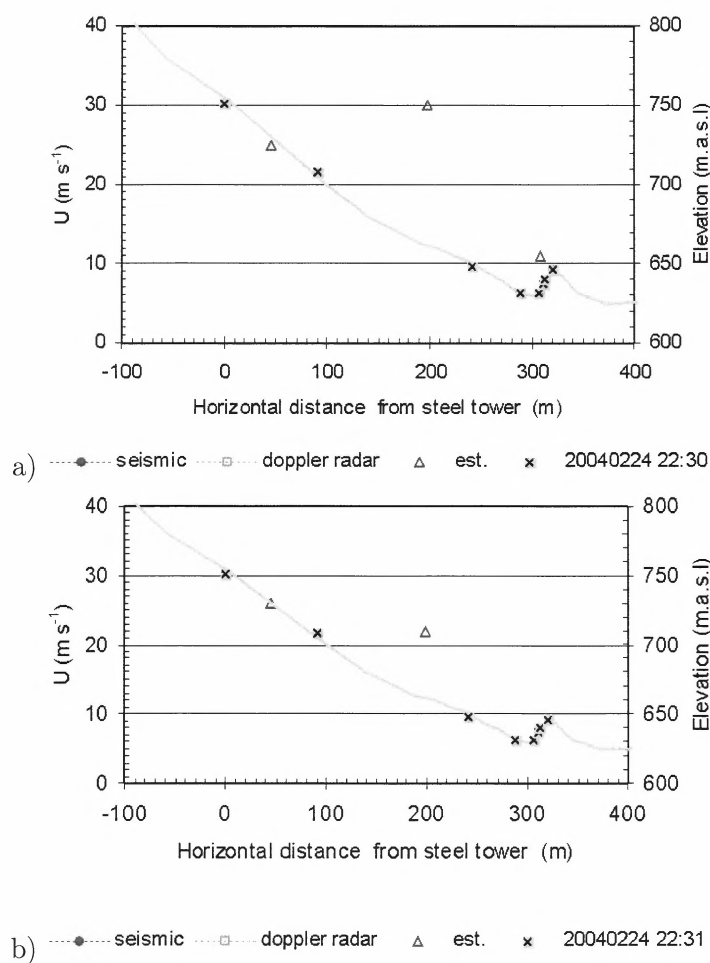 40 800
30 750
20 700
10 650
0 600
U (m s⁻¹)
Elevation (m.a.s.l)
-100 0 100 200 300 400
Horizontal distance from steel tower (m)
a) seismic doppler radar est. 20040224 22:30
40 800
30 750
20 700
10 650
0 600
U (m s⁻¹)
Elevation (m.a.s.l)
-100 0 100 200 300 400
Horizontal distance from steel tower (m)
b) seismic doppler radar est. 20040224 22:31